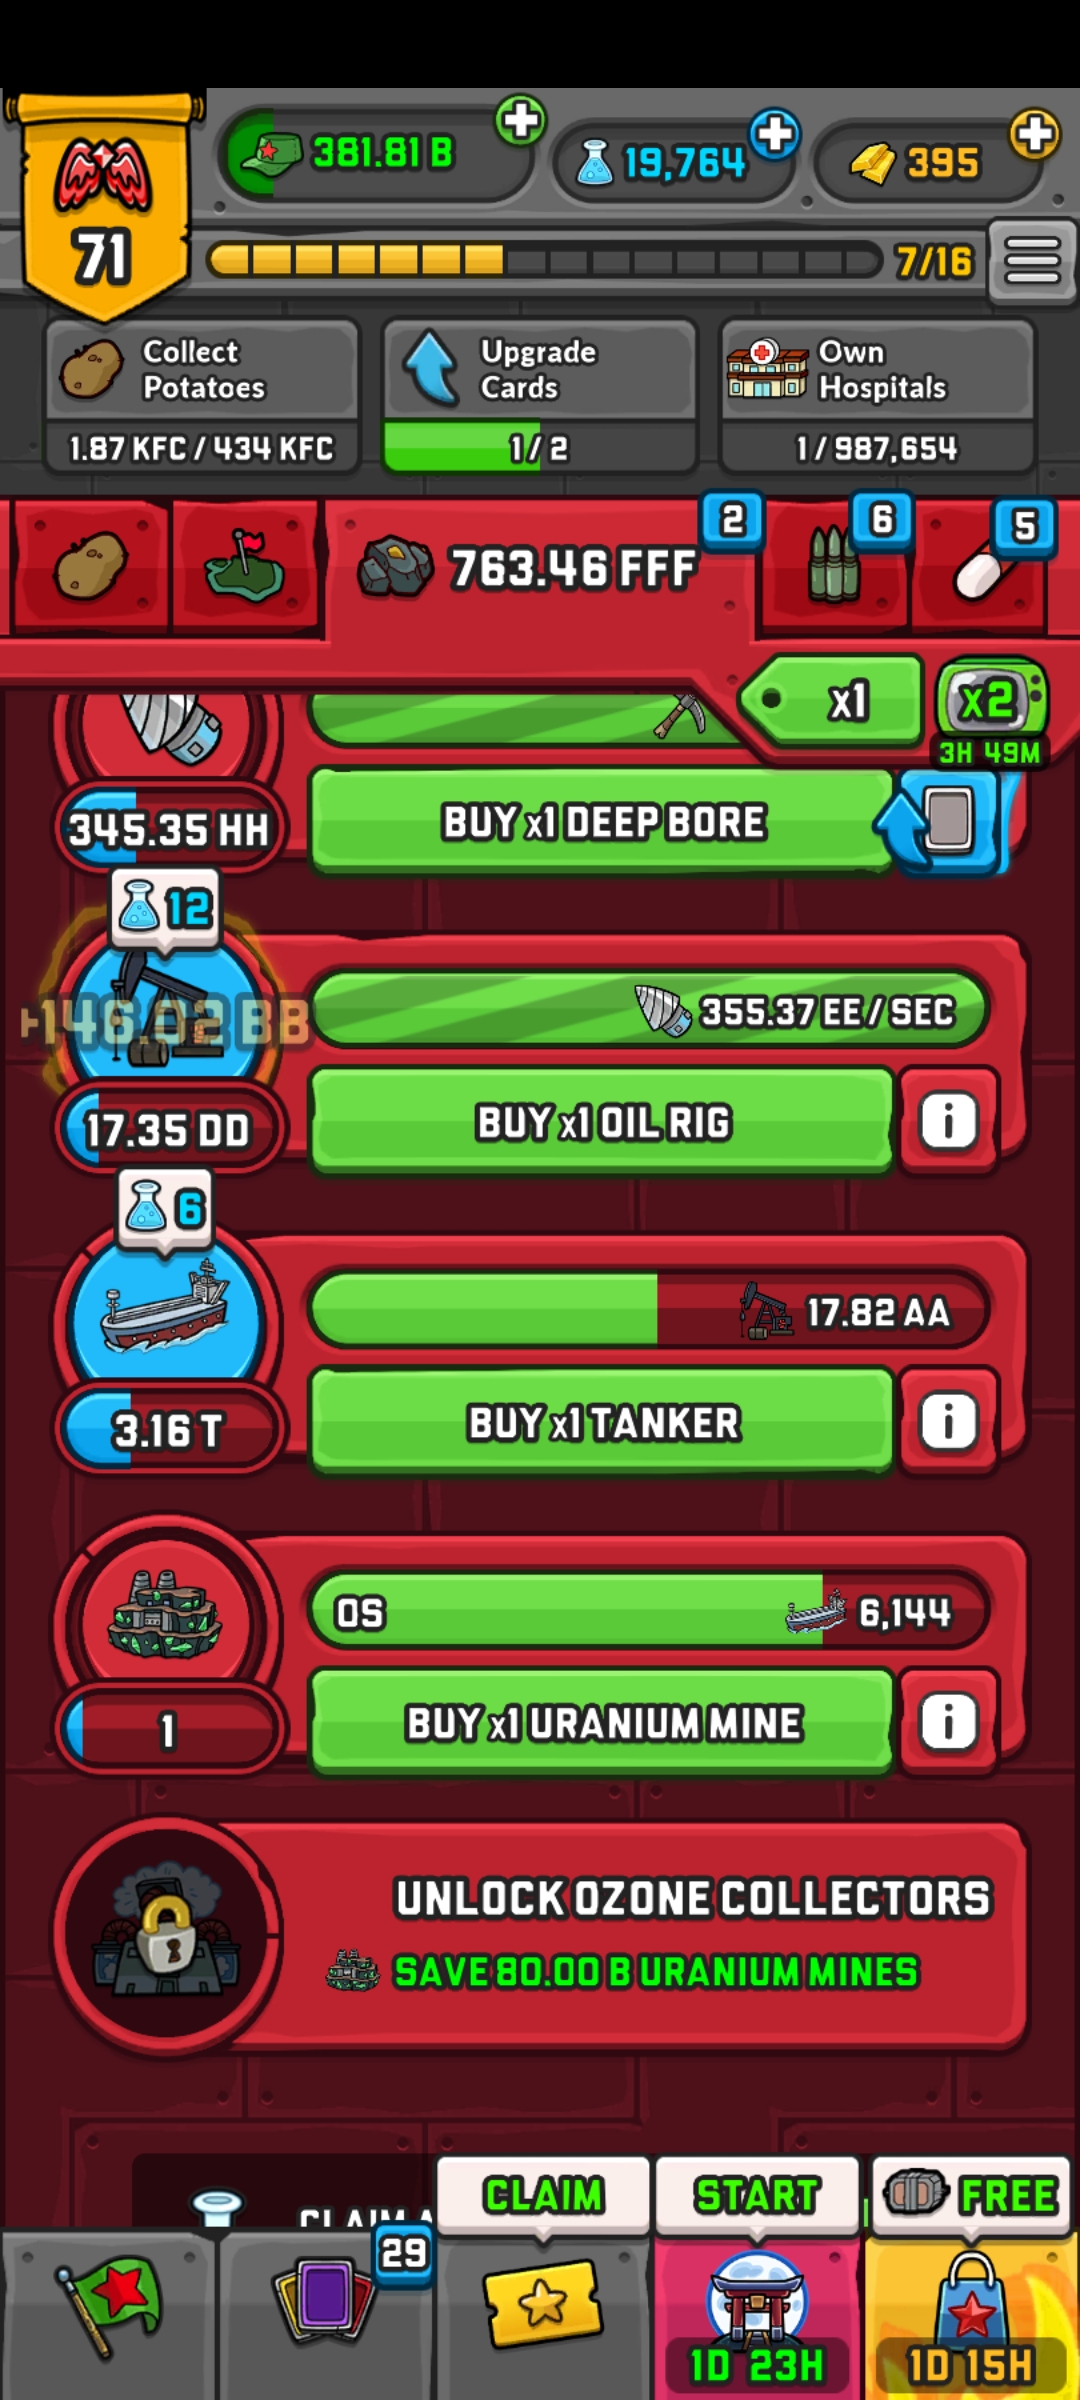 381.81 B
19,764
395
71
7/16
Collect
Potatoes
1.87 KFC / 434 KFC
Upgrade
Cards
1 / 2
Own
Hospitals
1 / 987,654
763.46 FFF
2
6
5
x1
x2
3H 49M
345.35 HH
BUY x1 DEEP BORE
12
355.37 EE / SEC
17.35 DD
BUY x1 OIL RIG
i
6
17.82 AA
3.16 T
BUY x1 TANKER
i
0S
6,144
1
BUY x1 URANIUM MINE
i
UNLOCK OZONE COLLECTORS
SAVE 80.00 B URANIUM MINES
CLAIM
START
FREE
CLAIM A
29
1D 23H
1D 15H